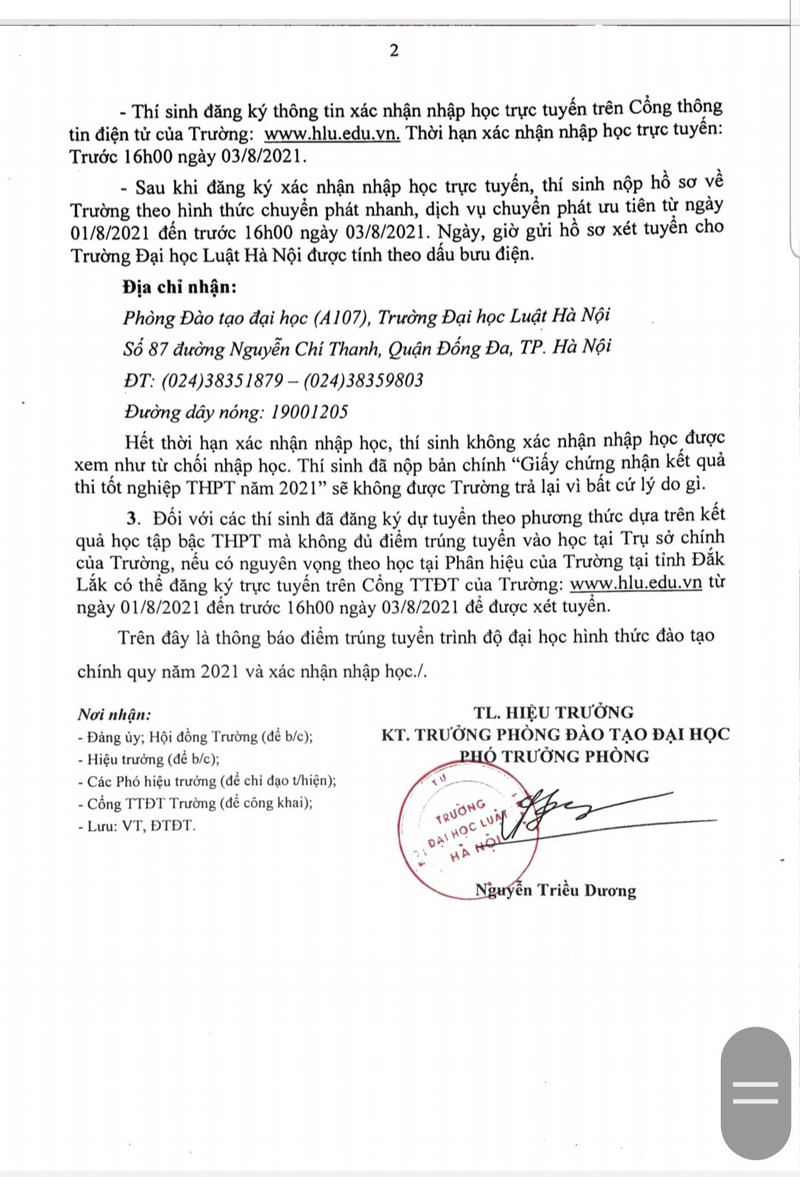 2
- Thí sinh đăng ký thông tin xác nhận nhập học trực tuyến trên Cổng thông
tin điện tử của Trường: www.hlu.edu.vn. Thời hạn xác nhận nhập học trực tuyến:
Trước 16h00 ngày 03/8/2021.
- Sau khi đăng ký xác nhận nhập học trực tuyến, thí sinh nộp hồ sơ về
Trường theo hình thức chuyển phát nhanh, dịch vụ chuyển phát ưu tiên từ ngày
01/8/2021 đến trước 16h00 ngày 03/8/2021. Ngày, giờ gửi hồ sơ xét tuyển cho
Trường Đại học Luật Hà Nội được tính theo dấu bưu điện.
Địa chỉ nhận:
Phòng Đào tạo đại học (A107), Trường Đại học Luật Hà Nội
Số 87 đường Nguyễn Chí Thanh, Quận Đống Đa, TP. Hà Nội
ĐT: (024)38351879 – (024)38359803
Đường dây nóng: 19001205
Hết thời hạn xác nhận nhập học, thí sinh không xác nhận nhập học được
xem như từ chối nhập học. Thí sinh đã nộp bản chính “Giấy chứng nhận kết quả
thi tốt nghiệp THPT năm 2021” sẽ không được Trường trả lại vì bất cứ lý do gì.
3. Đối với các thí sinh đã đăng ký dự tuyển theo phương thức dựa trên kết
quả học tập bậc THPT mà không đủ điểm trúng tuyển vào học tại Trụ sở chính
của Trường, nếu có nguyên vọng theo học tại Phân hiệu của Trường tại tỉnh Đắk
Lắk có thể đăng ký trực tuyến trên Cổng TTĐT của Trường: www.hlu.edu.vn từ
ngày 01/8/2021 đến trước 16h00 ngày 03/8/2021 để được xét tuyển.
Trên đây là thông báo điểm trúng tuyển trình độ đại học hình thức đào tạo
chính quy năm 2021 và xác nhận nhập học./.
Nơi nhận:
- Đảng ủy; Hội đồng Trường (để b/c);
- Hiệu trưởng (để b/c);
- Các Phó hiệu trưởng (để chỉ đạo t/hiện);
- Cổng TTĐT Trường (để công khai);
- Lưu: VT, ĐTĐT.
TL. HIỆU TRƯỞNG
KT. TRƯỞNG PHÒNG ĐÀO TẠO ĐẠI HỌC
PHÓ TRƯỞNG PHÒNG
TRƯỜNG
ĐẠI HỌC LUẬT
HÀ NỘI
Nguyễn Triều Dương